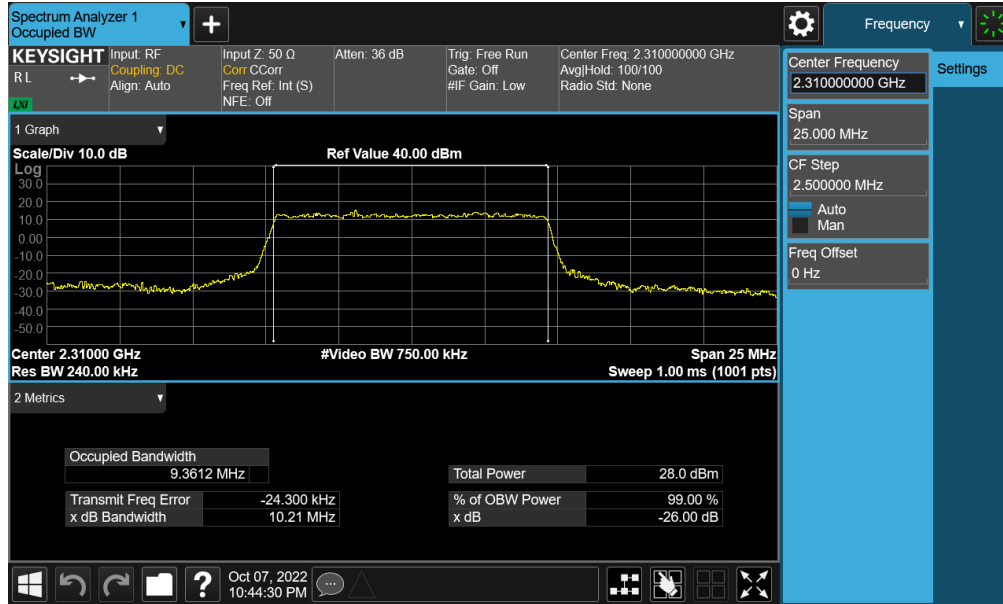 Spectrum Analyzer 1
Occupied BW
Frequency
KEYSIGHT
R L
LXI
Input: RF
Coupling: DC
Align: Auto
Input Z: 50 Ω
Corr CCorr
Freq Ref: Int (S)
NFE: Off
Atten: 36 dB
Trig: Free Run
Gate: Off
#IF Gain: Low
Center Freq: 2.310000000 GHz
Avg|Hold: 100/100
Radio Std: None
Center Frequency
2.310000000 GHz
Settings
Span
25.000 MHz
CF Step
2.500000 MHz
Auto
Man
Freq Offset
0 Hz
1 Graph
Scale/Div 10.0 dB
Ref Value 40.00 dBm
Log
30.0
20.0
10.0
0.00
-10.0
-20.0
-30.0
-40.0
-50.0
Center 2.31000 GHz
#Video BW 750.00 kHz
Span 25 MHz
Res BW 240.00 kHz
Sweep 1.00 ms (1001 pts)
2 Metrics
Occupied Bandwidth
9.3612 MHz
Total Power 28.0 dBm
Transmit Freq Error -24.300 kHz
% of OBW Power 99.00 %
x dB Bandwidth 10.21 MHz
x dB -26.00 dB
?
Oct 07, 2022
10:44:30 PM